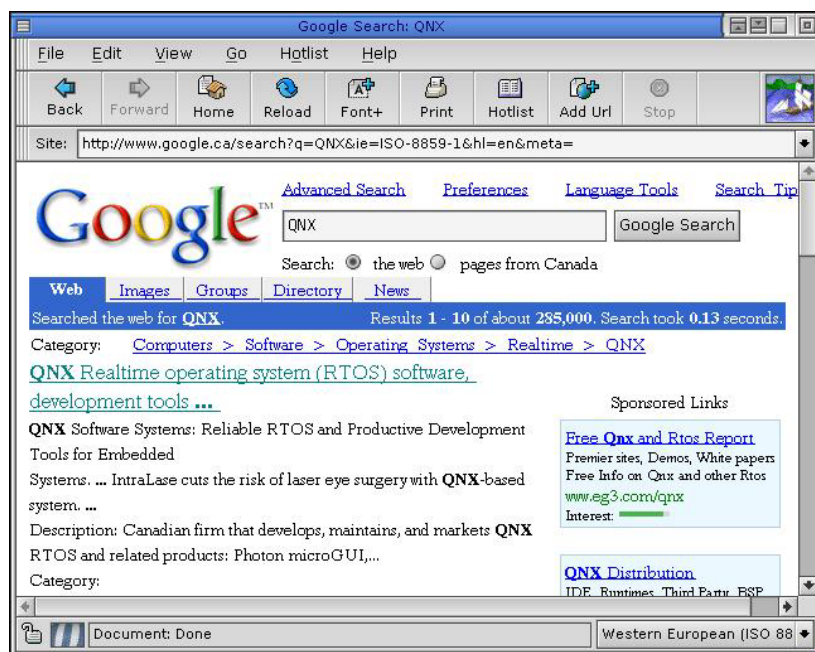 Google Search: QNX
File Edit View Go Hotlist Help
Back Forward Home Reload Font+ Print Hotlist Add Url Stop
Site: http://www.google.ca/search?q=QNX&ie=ISO-8859-1&hl=en&meta=
Advanced Search Preferences Language Tools Search Tip
Google™ QNX Google Search
Search: the web pages from Canada
Web Images Groups Directory News
Searched the web for QNX. Results 1 - 10 of about 285,000. Search took 0.13 seconds.
Category: Computers > Software > Operating Systems > Realtime > QNX
QNX Realtime operating system (RTOS) software,
development tools ...
QNX Software Systems: Reliable RTOS and Productive Development
Tools for Embedded
Systems. ... IntraLase cuts the risk of laser eye surgery with QNX-based
system. ...
Description: Canadian firm that develops, maintains, and markets QNX
RTOS and related products: Photon microGUI,...
Category:
Sponsored Links
Free Qnx and Rtos Report
Premier sites, Demos, White papers
Free Info on Qnx and other Rtos
www.eg3.com/qnx
Interest:
QNX Distribution
IDE, Runtimes, Third Party, BSP
Document: Done
Western European (ISO 88